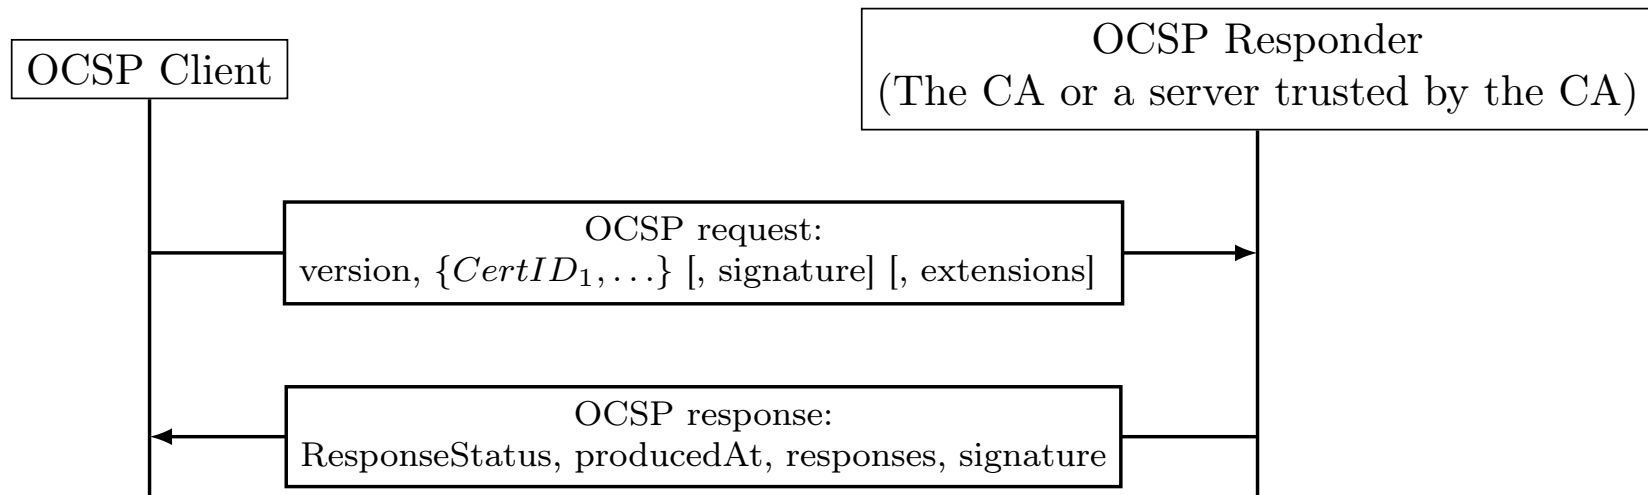 OCSP Client
OCSP Responder
(The CA or a server trusted by the CA)
OCSP request:
version, {CertID₁, …} [, signature] [, extensions]
OCSP response:
ResponseStatus, producedAt, responses, signature